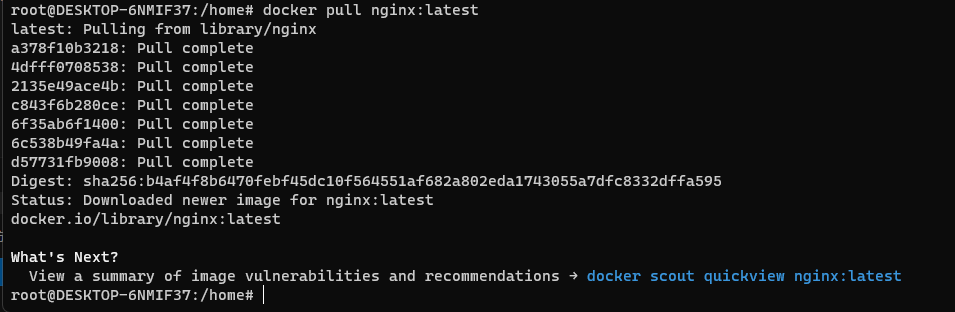 root@DESKTOP-6NMIF37:/home# docker pull nginx:latest
latest: Pulling from library/nginx
a378f10b3218: Pull complete
4dfff0708538: Pull complete
2135e49ace4b: Pull complete
c843f6b280ce: Pull complete
6f35ab6f1400: Pull complete
6c538b49fa4a: Pull complete
d57731fb9008: Pull complete
Digest: sha256:b4af4f8b6470febf45dc10f564551af682a802eda1743055a7dfc8332dffa595
Status: Downloaded newer image for nginx:latest
docker.io/library/nginx:latest

What's Next?
  View a summary of image vulnerabilities and recommendations → docker scout quickview nginx:latest
root@DESKTOP-6NMIF37:/home#